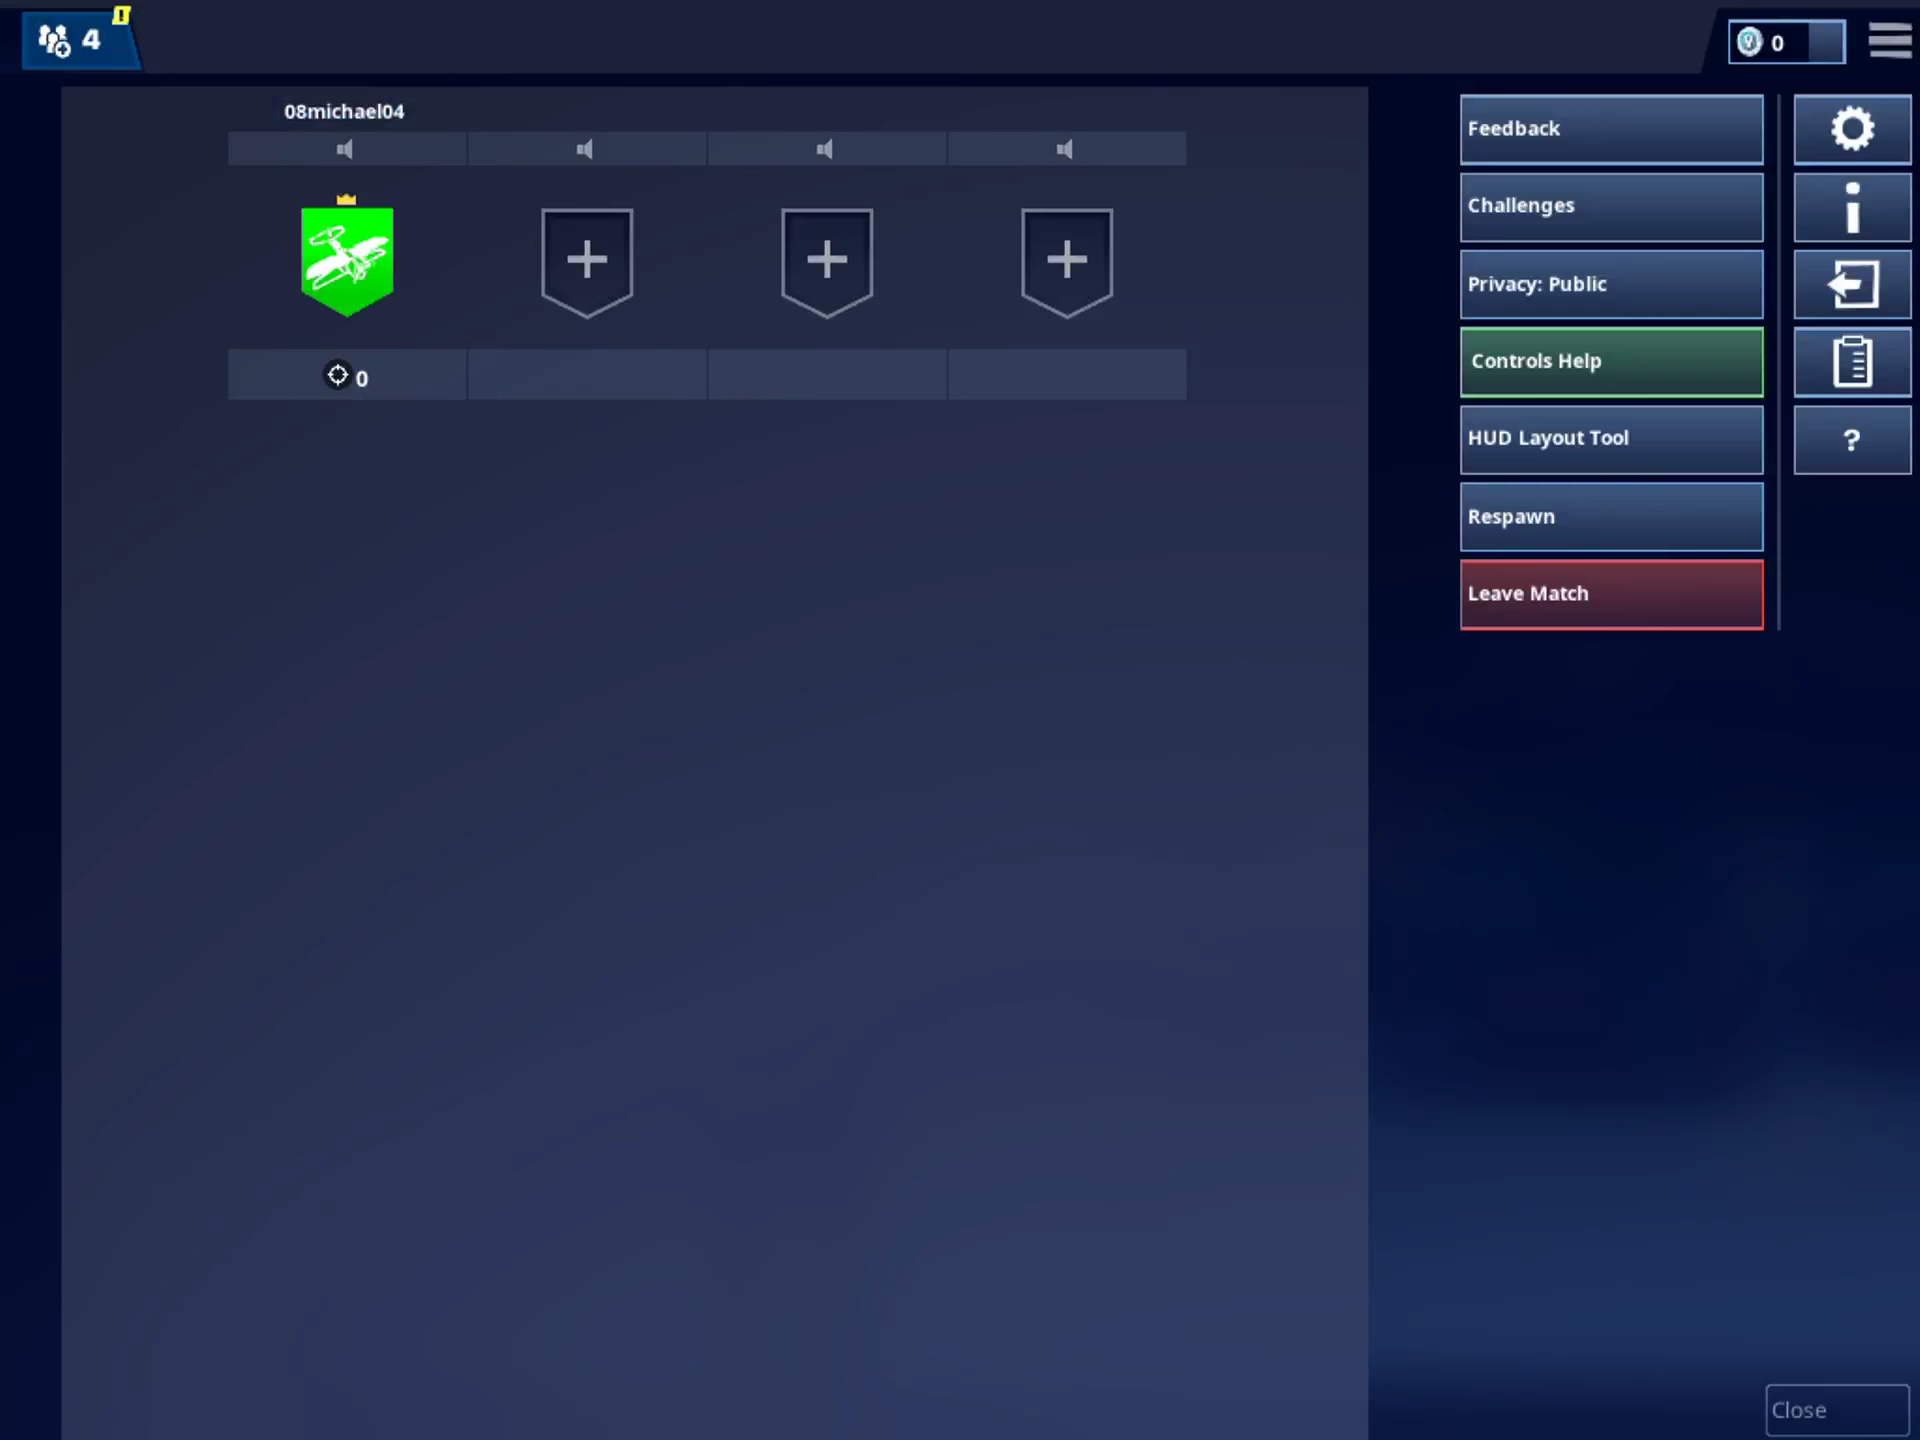 4
0
08michael04
Feedback
Challenges
Privacy: Public
Controls Help
0
HUD Layout Tool
?
Respawn
Leave Match
Close